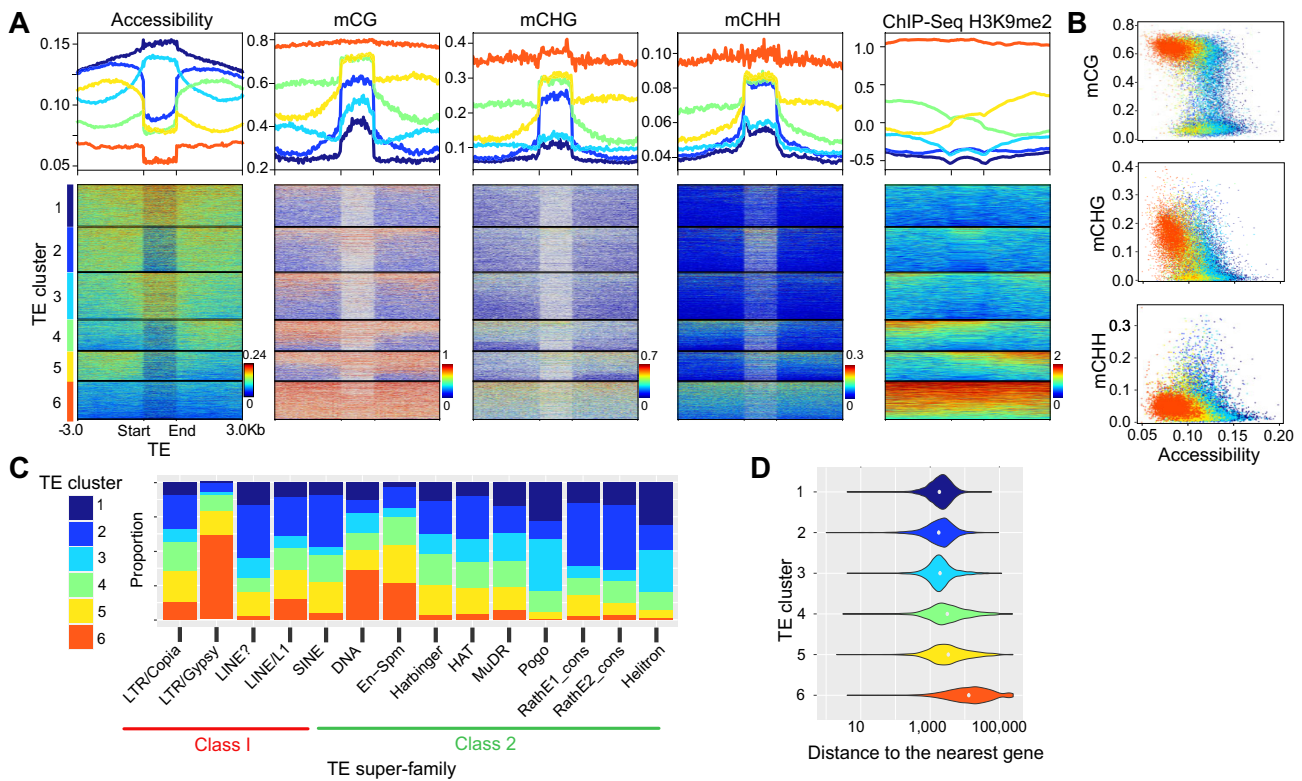 A
Accessibility
mCG
mCHG
mCHH
ChIP-Seq H3K9me2
0.15
0.10
0.05
0.8
0.6
0.4
0.2
0.4
0.3
0.2
0.1
0.10
0.08
0.06
0.04
1.0
0.5
0.0
-0.5
TE cluster
1
2
3
4
5
6
0.24
0
1
0
0.7
0
0.3
0
2
0
-3.0
Start
End
3.0Kb
TE
B
mCG
0.8
0.6
0.4
0.2
0.0
mCHG
0.4
0.3
0.2
0.1
0.0
mCHH
0.3
0.2
0.1
0.0
0.05
0.10
0.15
0.20
Accessibility
C
TE cluster
1
2
3
4
5
6
Proportion
LTR/Copia
LTR/Gypsy
LINE?
LINE/L1
SINE
DNA
En-Spm
Harbinger
HAT
MuDR
Pogo
RathE1_cons
RathE2_cons
Helitron
Class I
Class 2
TE super-family
D
TE cluster
1
2
3
4
5
6
10
1,000
100,000
Distance to the nearest gene